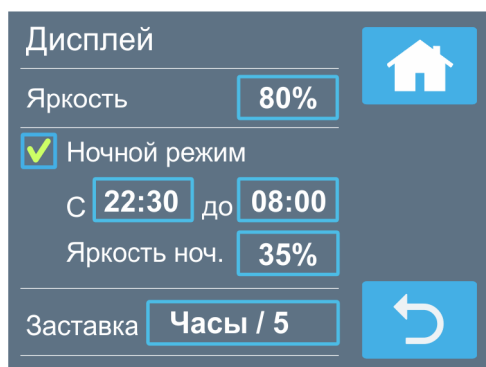 Дисплей
Яркость 80%
Ночной режим
С 22:30 до 08:00
Яркость ноч. 35%
Заставка Часы / 5